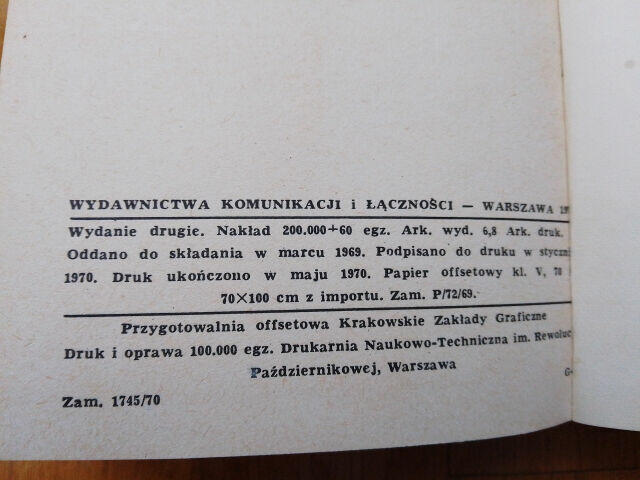 WYDAWNICTWA KOMUNIKACJI i ŁĄCZNOŚCI — WARSZAWA
Wydanie drugie. Nakład 200.000+60 egz. Ark. wyd. 6,8 Ark. druk.
Oddano do składania w marcu 1969. Podpisano do druku w
1970. Druk ukończono w maju 1970. Papier offsetowy kl. V, 70
70×100 cm z importu. Zam. P/72/69.
Przygotowalnia offsetowa Krakowskie Zakłady Graficzne
Druk i oprawa 100.000 egz. Drukarnia Naukowo-Techniczna im.
Październikowej, Warszawa
Zam. 1745/70